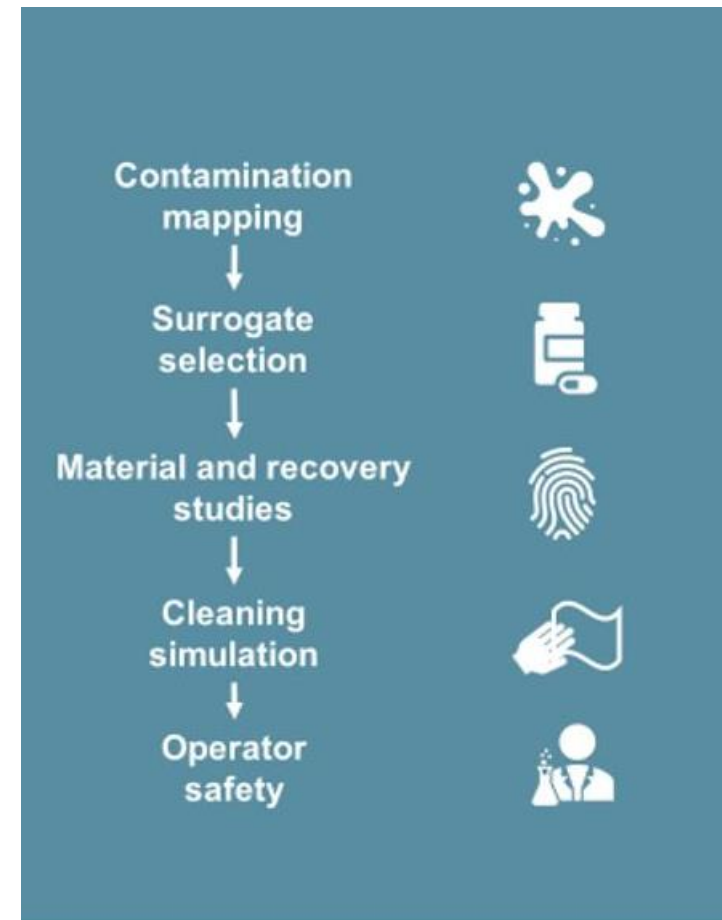 Contamination
mapping
Surrogate
selection
Material and recovery
studies
Cleaning
simulation
Operator
safety